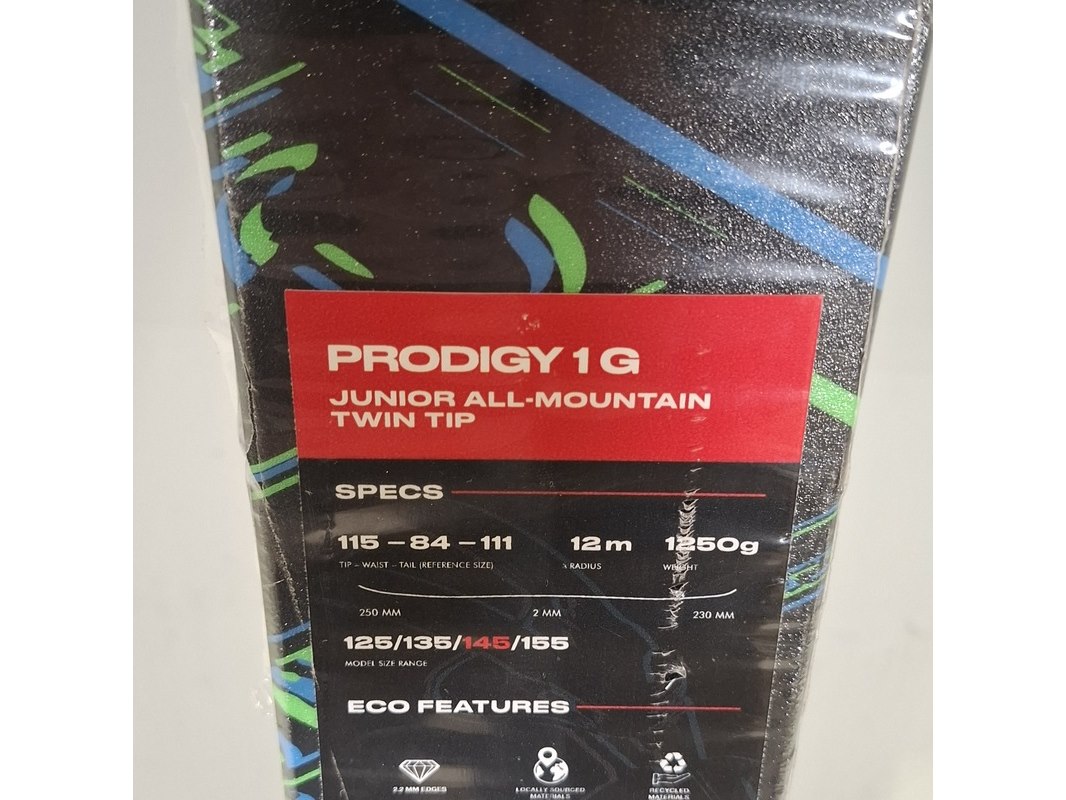 PRODIGY 1 G
JUNIOR ALL-MOUNTAIN
TWIN TIP
SPECS
115 – 84 – 111 12 m 1250g
TIP – WAIST – TAIL (REFERENCE SIZE) RADIUS WEIGHT
250 MM 2 MM 230 MM
125/135/145/155
MODEL SIZE RANGE
ECO FEATURES
2.2 MM EDGES LOCALLY SOURCED RECYCLED
MATERIALS MATERIALS